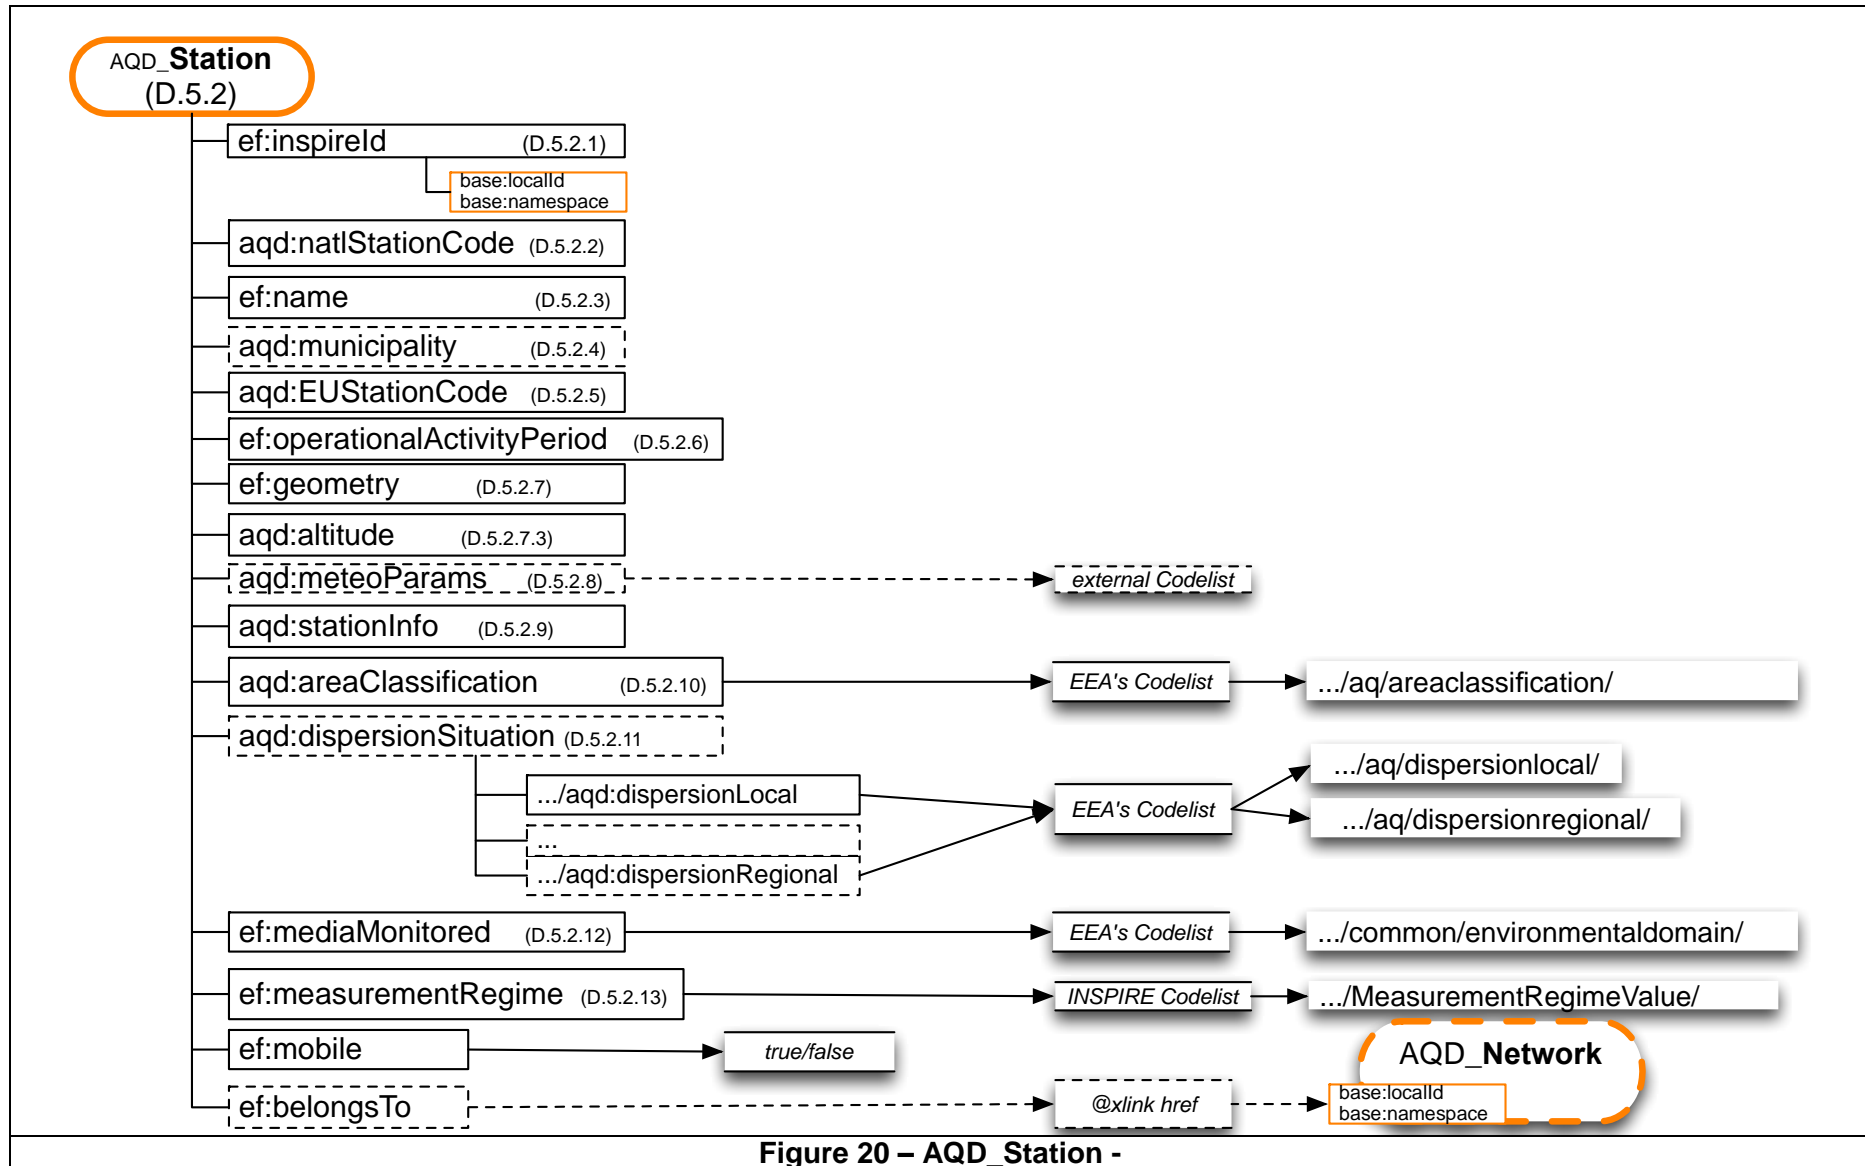 AQD_Station
(D.5.2)
ef:inspireId (D.5.2.1)
base:localId
base:namespace
aqd:natlStationCode (D.5.2.2)
ef:name (D.5.2.3)
aqd:municipality (D.5.2.4)
aqd:EUStationCode (D.5.2.5)
ef:operationalActivityPeriod (D.5.2.6)
ef:geometry (D.5.2.7)
aqd:altitude (D.5.2.7.3)
aqd:meteoParams (D.5.2.8) external Codelist
aqd:stationInfo (D.5.2.9)
aqd:areaClassification (D.5.2.10) EEA's Codelist .../aq/areaclassification/
aqd:dispersionSituation (D.5.2.11
.../aq/dispersionlocal/
.../aqd:dispersionLocal EEA's Codelist
.../aq/dispersionregional/
...
.../aqd:dispersionRegional
ef:mediaMonitored (D.5.2.12) EEA's Codelist .../common/environmentaldomain/
ef:measurementRegime (D.5.2.13) INSPIRE Codelist .../MeasurementRegimeValue/
ef:mobile true/false AQD_Network
ef:belongsTo @xlink href base:localId
base:namespace
Figure 20 – AQD_Station -